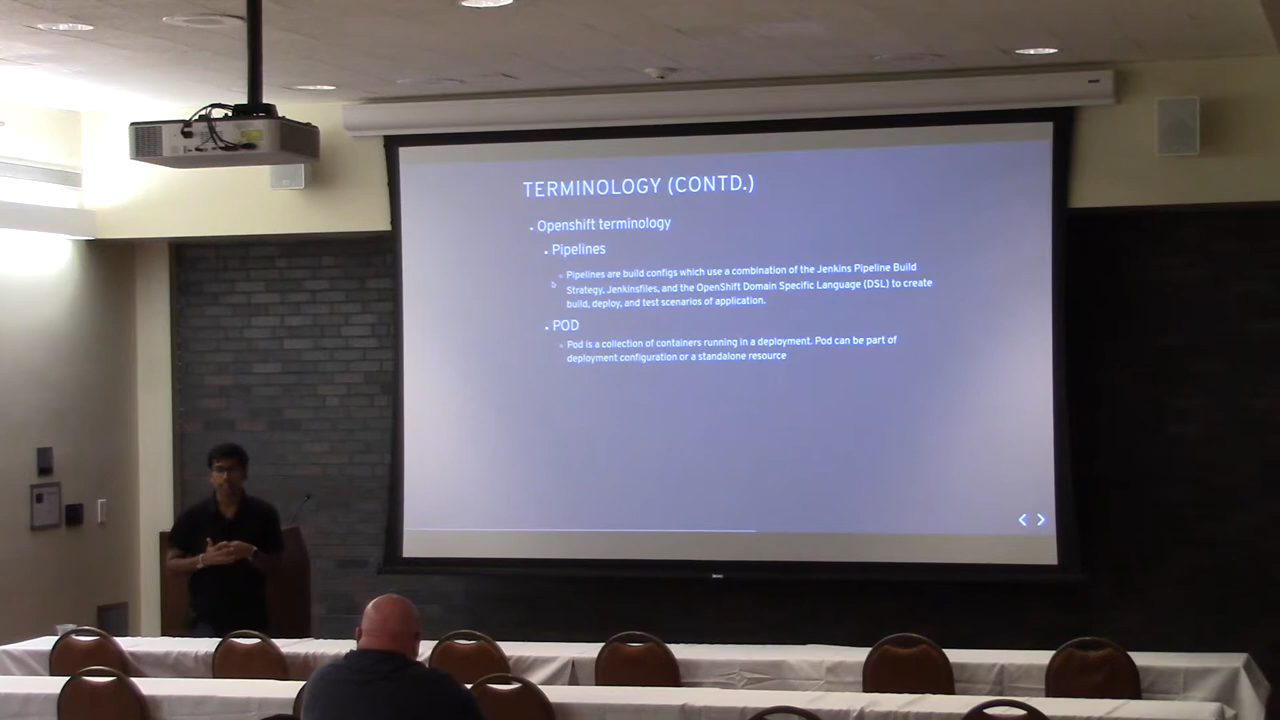 TERMINOLOGY (CONTD.)
Openshift terminology
Pipelines
Pipelines are build configs which use a combination of the Jenkins Pipeline Build
Strategy, Jenkinsfiles, and the OpenShift Domain Specific Language (DSL) to create
build, deploy, and test scenarios of application.
POD
Pod is a collection of containers running in a deployment. Pod can be part of
deployment configuration or a standalone resource